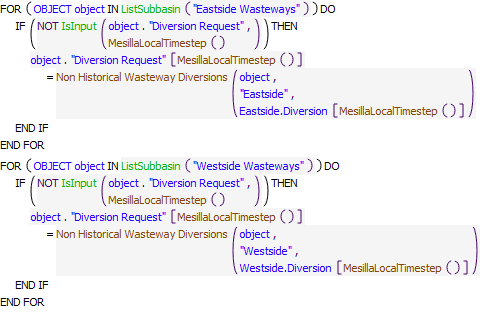 FOR ( OBJECT object IN ListSubbasin ( "Eastside Wasteways" ) ) DO
IF ( NOT IsInput ( object . "Diversion Request" , ) ) THEN
MesillaLocalTimestep ( )
object . "Diversion Request" [ MesillaLocalTimestep ( ) ]
= Non Historical Wasteway Diversions ( object ,
"Eastside" ,
Eastside.Diversion [ MesillaLocalTimestep ( ) ] )
END IF
END FOR
FOR ( OBJECT object IN ListSubbasin ( "Westside Wasteways" ) ) DO
IF ( NOT IsInput ( object . "Diversion Request" , ) ) THEN
MesillaLocalTimestep ( )
object . "Diversion Request" [ MesillaLocalTimestep ( ) ]
= Non Historical Wasteway Diversions ( object ,
"Westside" ,
Westside.Diversion [ MesillaLocalTimestep ( ) ] )
END IF
END FOR